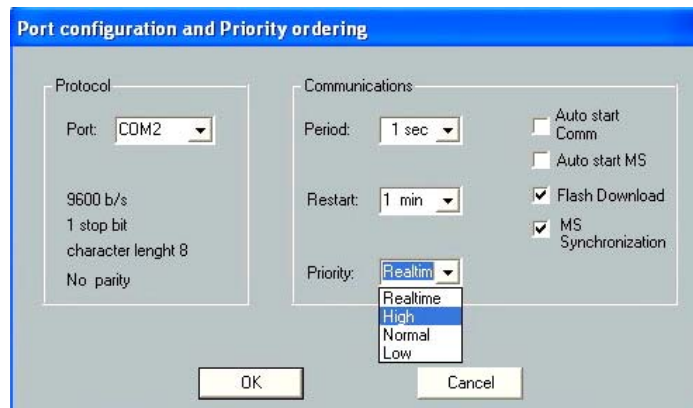 Port configuration and Priority ordering
Protocol
Port: COM2
9600 b/s
1 stop bit
character lenght 8
No parity
Communications
Period: 1 sec
Restart: 1 min
Priority: Realtim
Realtime
High
Normal
Low
Auto start
Comm
Auto start MS
Flash Download
MS
Synchronization
OK
Cancel